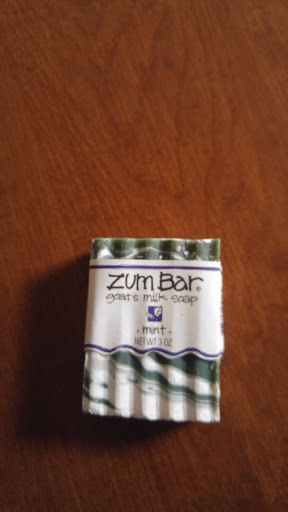 zum Bar®
goat's milk soap
• mint •
NET WT 3 OZ